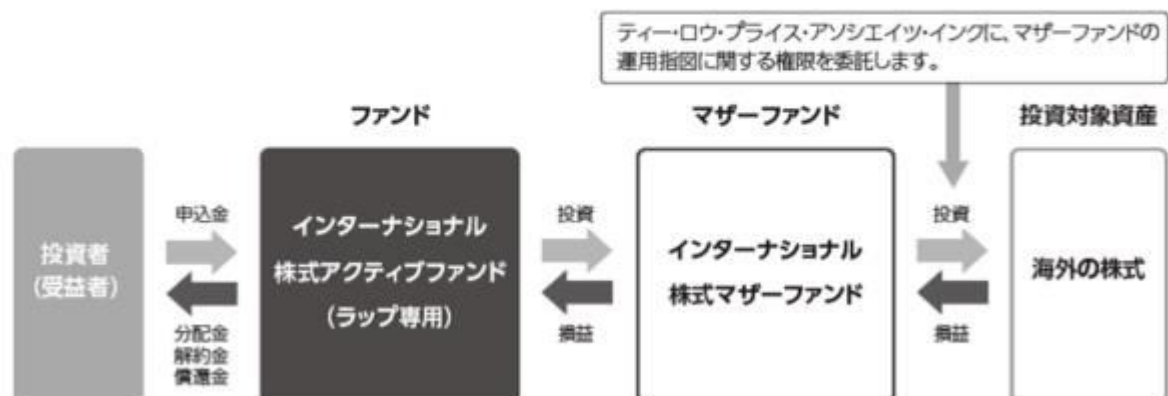 ティー・ロウ・プライス・アソシエイツ・インクに、マザーファンドの
運用指図に関する権限を委託します。
ファンド
マザーファンド
投資対象資産
投資者
(受益者)
申込金
分配金
解約金
償還金
インターナショナル
株式アクティブファンド
(ラップ専用)
投資
損益
インターナショナル
株式マザーファンド
投資
損益
海外の株式